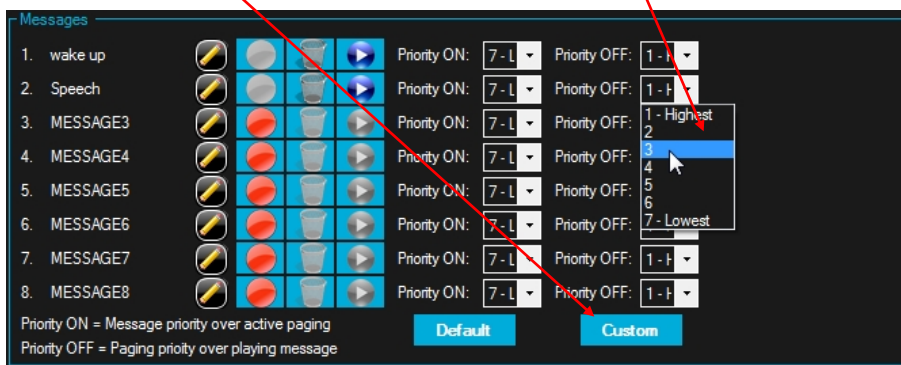 Messages
1. wake up Priority ON: 7 - L Priority OFF: 1 - H
2. Speech Priority ON: 7 - L Priority OFF: 1 - H
3. MESSAGE3 Priority ON: 7 - L Priority OFF: 1 - Highest
2
4. MESSAGE4 Priority ON: 7 - L Priority OFF: 3
4
5. MESSAGE5 Priority ON: 7 - L Priority OFF: 5
6. MESSAGE6 Priority ON: 7 - L Priority OFF: 6
7 - Lowest
7. MESSAGE7 Priority ON: 7 - L Priority OFF: 1 - H
8. MESSAGE8 Priority ON: 7 - L Priority OFF: 1 - H
Priority ON = Message priority over active paging Default Custom
Priority OFF = Paging prioity over playing message